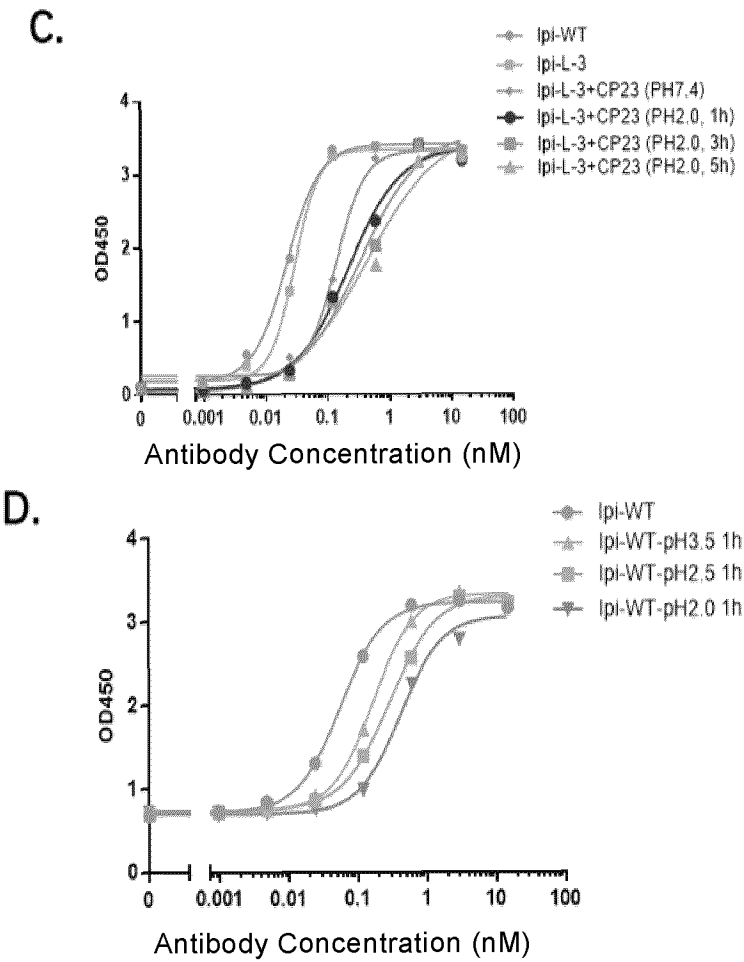 C.
Ipi-WT
Ipi-L-3
Ipi-L-3+CP23 (PH7.4)
Ipi-L-3+CP23 (PH2.0, 1h)
Ipi-L-3+CP23 (PH2.0, 3h)
Ipi-L-3+CP23 (PH2.0, 5h)
4
3
2
1
0
OD450
0 0.001 0.01 0.1 1 10 100
Antibody Concentration (nM)
D.
Ipi-WT
Ipi-WT-pH3.5 1h
Ipi-WT-pH2.5 1h
Ipi-WT-pH2.0 1h
4
3
2
1
0
OD450
0 0.001 0.01 0.1 1 10 100
Antibody Concentration (nM)